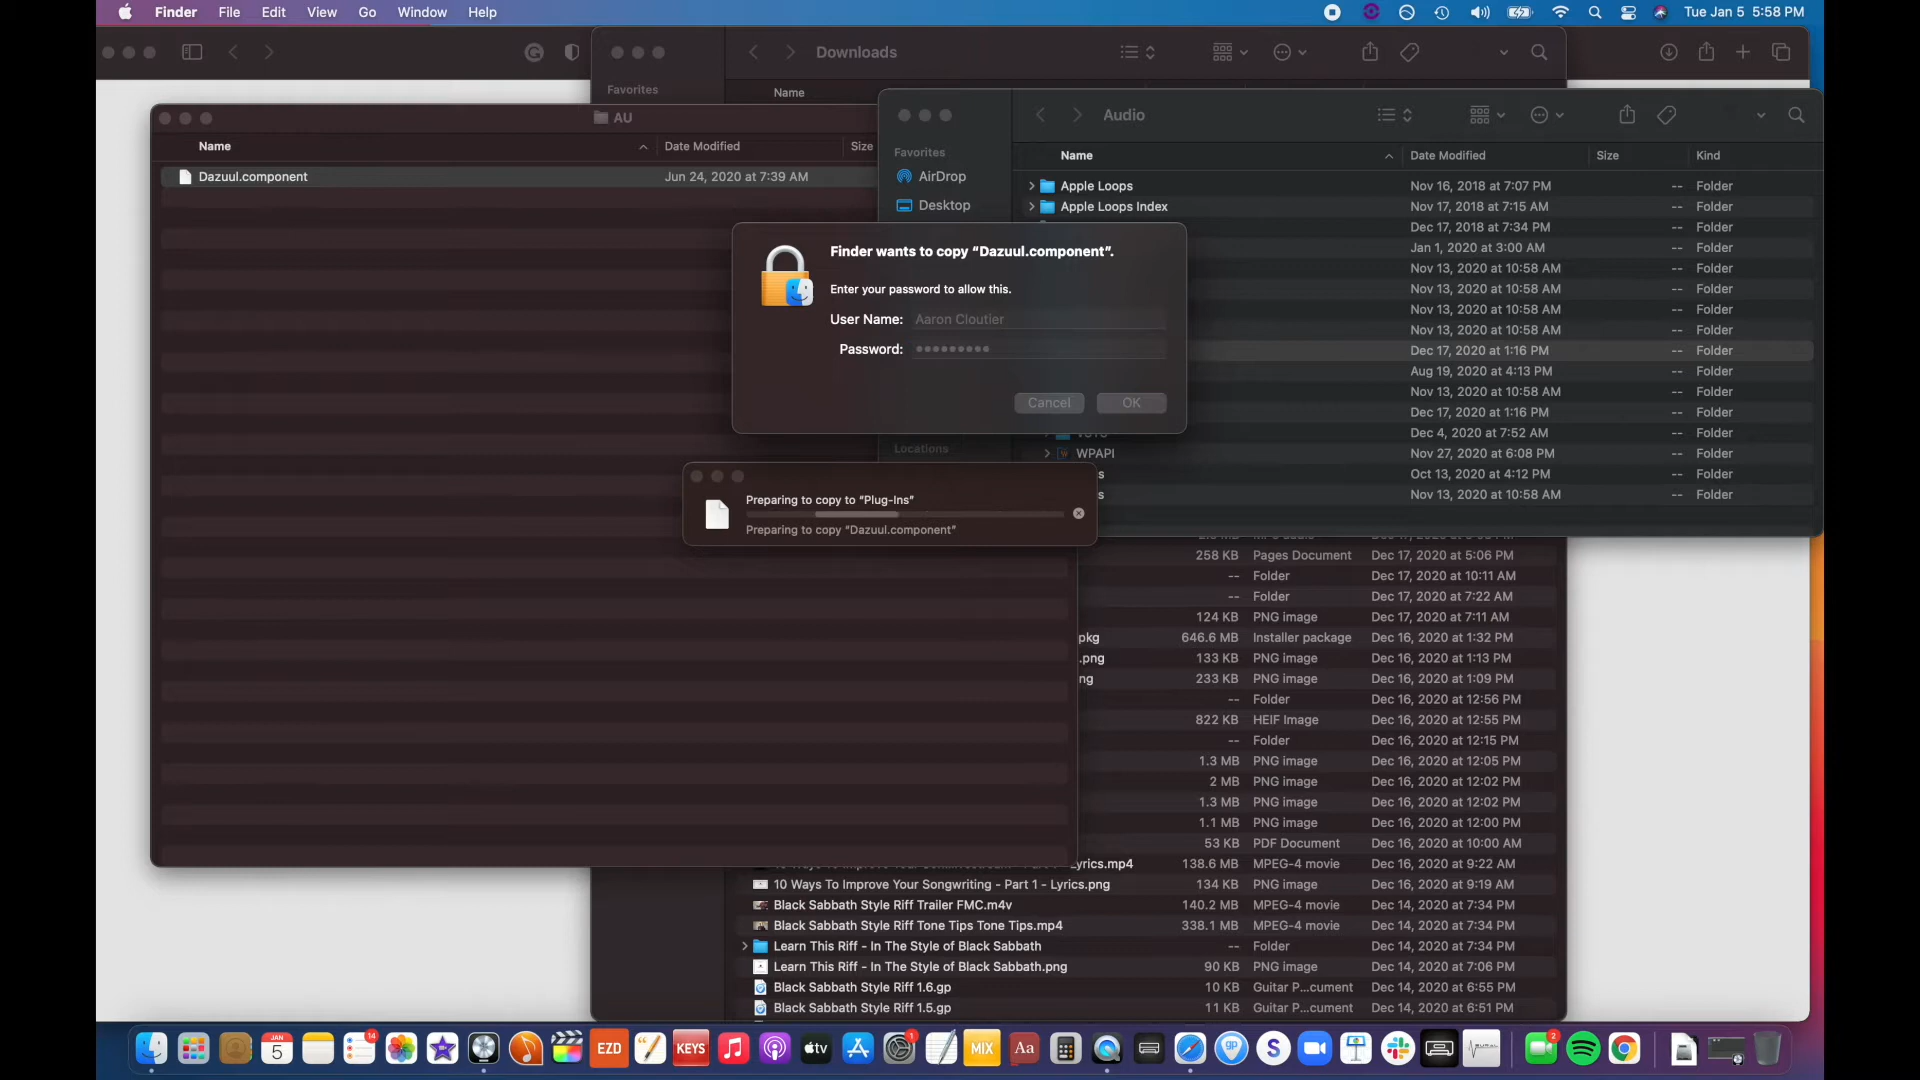 Finder File Edit View Go Window Help
Tue Jan 5 5:58 PM
Downloads
Favorites
Name
AU
Name Date Modified Size
Dazuul.component Jun 24, 2020 at 7:39 AM
Audio
Favorites
AirDrop
Desktop
Locations
Name Date Modified Size Kind
Apple Loops Nov 16, 2018 at 7:07 PM -- Folder
Apple Loops Index Nov 17, 2018 at 7:15 AM -- Folder
Dec 17, 2018 at 7:34 PM -- Folder
Jan 1, 2020 at 3:00 AM -- Folder
Nov 13, 2020 at 10:58 AM -- Folder
Nov 13, 2020 at 10:58 AM -- Folder
Nov 13, 2020 at 10:58 AM -- Folder
Nov 13, 2020 at 10:58 AM -- Folder
Dec 17, 2020 at 1:16 PM -- Folder
Aug 19, 2020 at 4:13 PM -- Folder
Nov 13, 2020 at 10:58 AM -- Folder
Dec 17, 2020 at 1:16 PM -- Folder
Dec 4, 2020 at 7:52 AM -- Folder
WPAPI Nov 27, 2020 at 6:08 PM -- Folder
s Oct 13, 2020 at 4:12 PM -- Folder
s Nov 13, 2020 at 10:58 AM -- Folder
Finder wants to copy “Dazuul.component”.
Enter your password to allow this.
User Name: Aaron Cloutier
Password: •••••••••
Cancel OK
Preparing to copy to “Plug-Ins”
Preparing to copy “Dazuul.component”
258 KB Pages Document Dec 17, 2020 at 5:06 PM
-- Folder Dec 17, 2020 at 10:11 AM
-- Folder Dec 17, 2020 at 7:22 AM
124 KB PNG image Dec 17, 2020 at 7:11 AM
pkg 646.6 MB Installer package Dec 16, 2020 at 1:32 PM
.png 133 KB PNG image Dec 16, 2020 at 1:13 PM
ng 233 KB PNG image Dec 16, 2020 at 1:09 PM
-- Folder Dec 16, 2020 at 12:56 PM
822 KB HEIF Image Dec 16, 2020 at 12:55 PM
-- Folder Dec 16, 2020 at 12:15 PM
1.3 MB PNG image Dec 16, 2020 at 12:05 PM
2 MB PNG image Dec 16, 2020 at 12:02 PM
1.3 MB PNG image Dec 16, 2020 at 12:02 PM
1.1 MB PNG image Dec 16, 2020 at 12:00 PM
53 KB PDF Document Dec 16, 2020 at 10:00 AM
yrics.mp4 138.6 MB MPEG-4 movie Dec 16, 2020 at 9:22 AM
10 Ways To Improve Your Songwriting - Part 1 - Lyrics.png 134 KB PNG image Dec 16, 2020 at 9:19 AM
Black Sabbath Style Riff Trailer FMC.m4v 140.2 MB MPEG-4 movie Dec 14, 2020 at 7:34 PM
Black Sabbath Style Riff Tone Tips Tone Tips.mp4 338.1 MB MPEG-4 movie Dec 14, 2020 at 7:34 PM
Learn This Riff - In The Style of Black Sabbath -- Folder Dec 14, 2020 at 7:34 PM
Learn This Riff - In The Style of Black Sabbath.png 90 KB PNG image Dec 14, 2020 at 7:06 PM
Black Sabbath Style Riff 1.6.gp 10 KB Guitar P...cument Dec 14, 2020 at 6:55 PM
Black Sabbath Style Riff 1.5.gp 11 KB Guitar P...cument Dec 14, 2020 at 6:51 PM
JAN 5 14 EZD KEYS tv 1 MIX Aa gp S 2